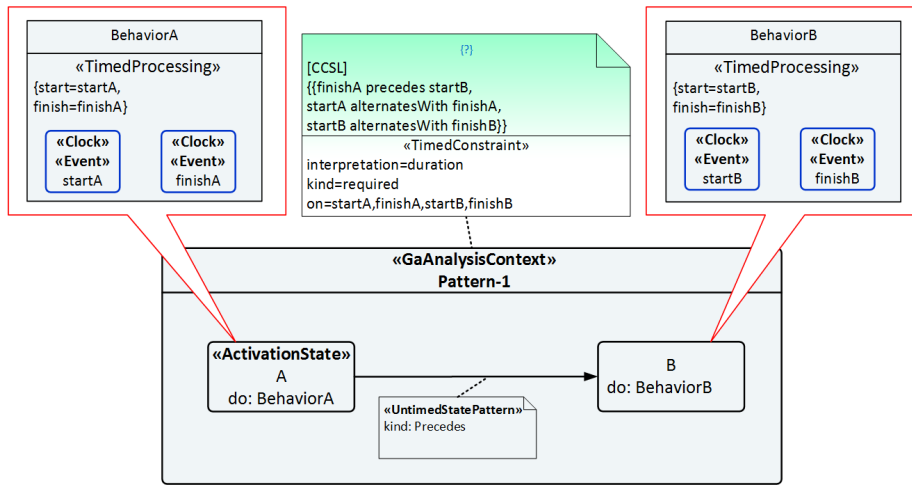 BehaviorA
«TimedProcessing»
{start=startA,
finish=finishA}
«Clock»
«Event»
startA
«Clock»
«Event»
finishA
{?}
[CCSL]
{{finishA precedes startB,
startA alternatesWith finishA,
startB alternatesWith finishB}}
«TimedConstraint»
interpretation=duration
kind=required
on=startA,finishA,startB,finishB
BehaviorB
«TimedProcessing»
{start=startB,
finish=finishB}
«Clock»
«Event»
startB
«Clock»
«Event»
finishB
«GaAnalysisContext»
Pattern-1
«ActivationState»
A
do: BehaviorA
B
do: BehaviorB
«UntimedStatePattern»
kind: Precedes